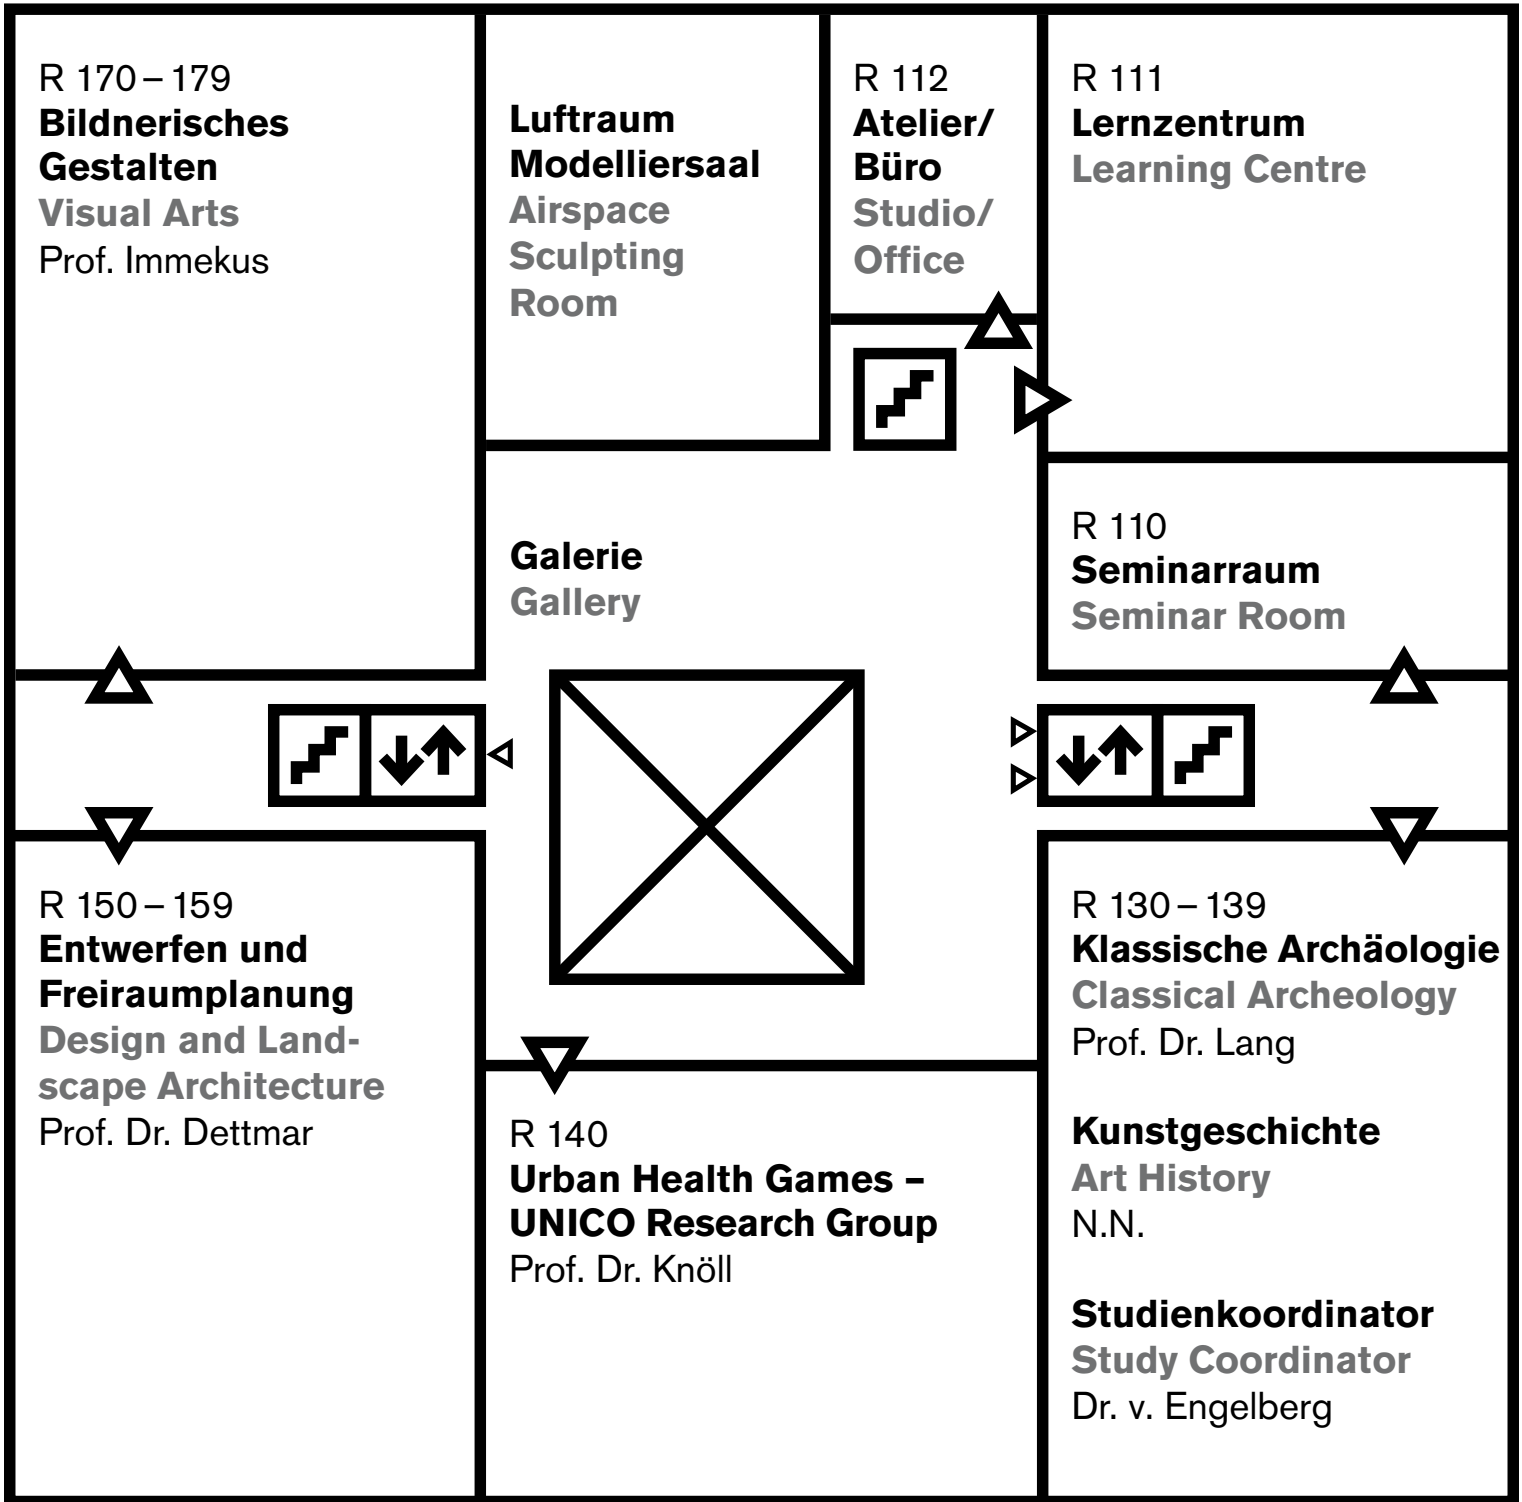 R 170 – 179
Bildnerisches
Gestalten
Visual Arts
Prof. Immekus
Luftraum
Modelliersaal
Airspace
Sculpting
Room
R 112
Atelier/
Büro
Studio/
Office
R 111
Lernzentrum
Learning Centre
Galerie
Gallery
R 110
Seminarraum
Seminar Room
R 150 – 159
Entwerfen und
Freiraumplanung
Design and Land-
scape Architecture
Prof. Dr. Dettmar
R 140
Urban Health Games –
UNICO Research Group
Prof. Dr. Knöll
R 130 – 139
Klassische Archäologie
Classical Archeology
Prof. Dr. Lang
Kunstgeschichte
Art History
N.N.
Studienkoordinator
Study Coordinator
Dr. v. Engelberg